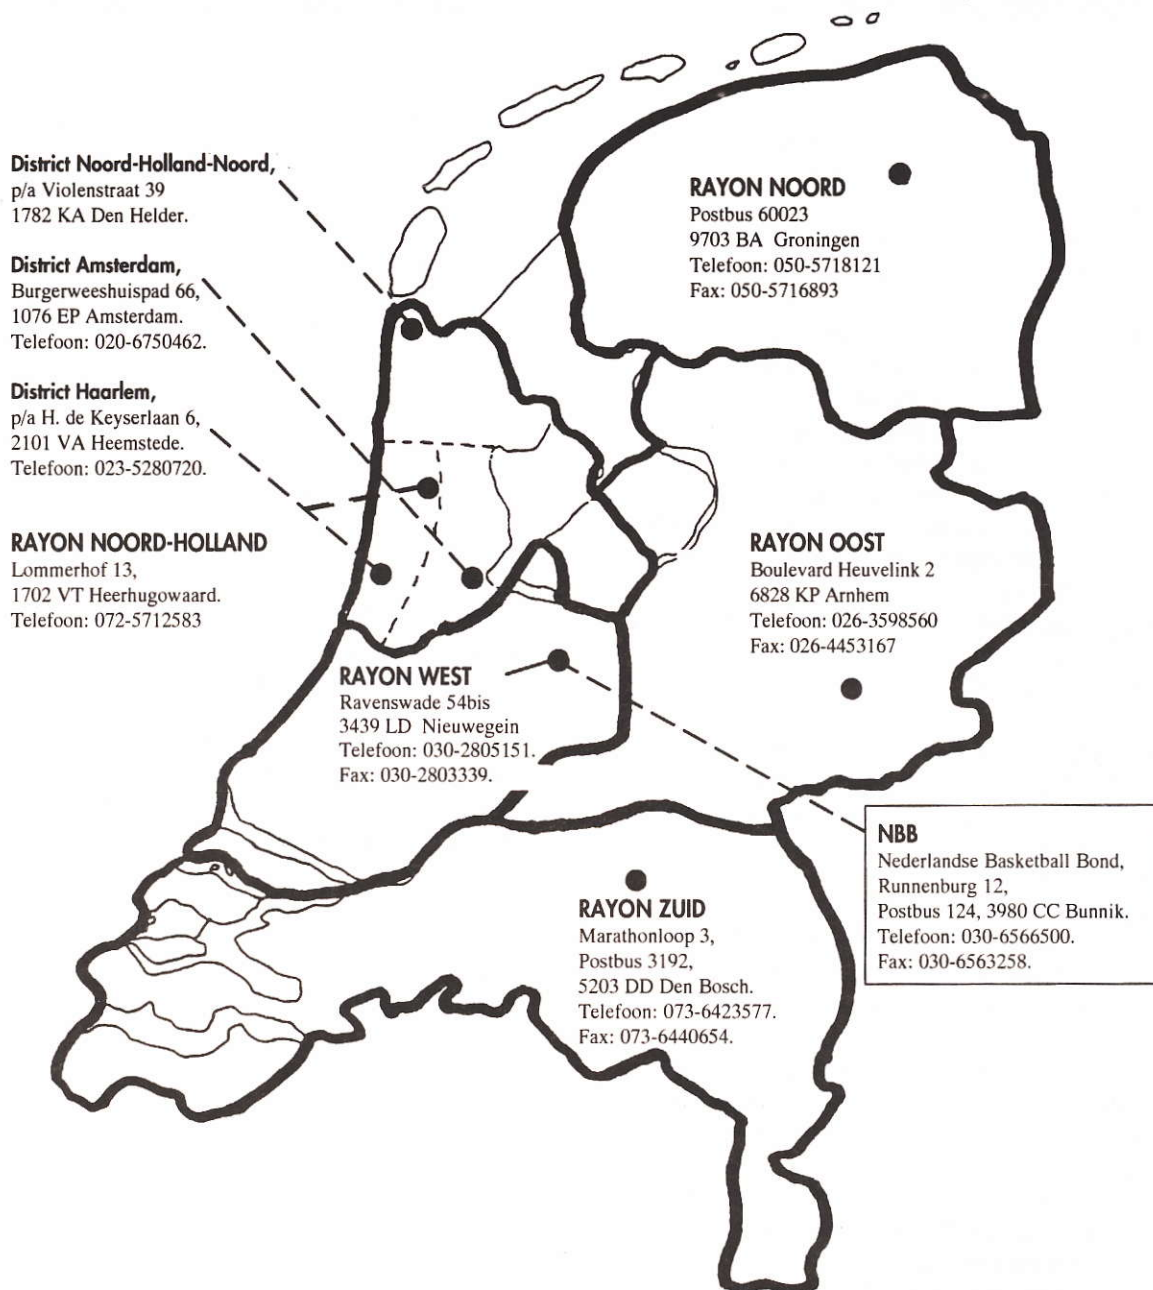 District Noord-Holland-Noord,
p/a Violenstraat 39
1782 KA Den Helder.
District Amsterdam,
Burgerweeshuispad 66,
1076 EP Amsterdam.
Telefoon: 020-6750462.
District Haarlem,
p/a H. de Keyserlaan 6,
2101 VA Heemstede.
Telefoon: 023-5280720.
RAYON NOORD-HOLLAND
Lommerhof 13,
1702 VT Heerhugowaard.
Telefoon: 072-5712583
RAYON NOORD
Postbus 60023
9703 BA Groningen
Telefoon: 050-5718121
Fax: 050-5716893
RAYON OOST
Boulevard Heuvelink 2
6828 KP Arnhem
Telefoon: 026-3598560
Fax: 026-4453167
RAYON WEST
Ravenswade 54bis
3439 LD Nieuwegein
Telefoon: 030-2805151.
Fax: 030-2803339.
NBB
Nederlandse Basketball Bond,
Runnenburg 12,
Postbus 124, 3980 CC Bunnik.
Telefoon: 030-6566500.
Fax: 030-6563258.
RAYON ZUID
Marathonloop 3,
Postbus 3192,
5203 DD Den Bosch.
Telefoon: 073-6423577.
Fax: 073-6440654.